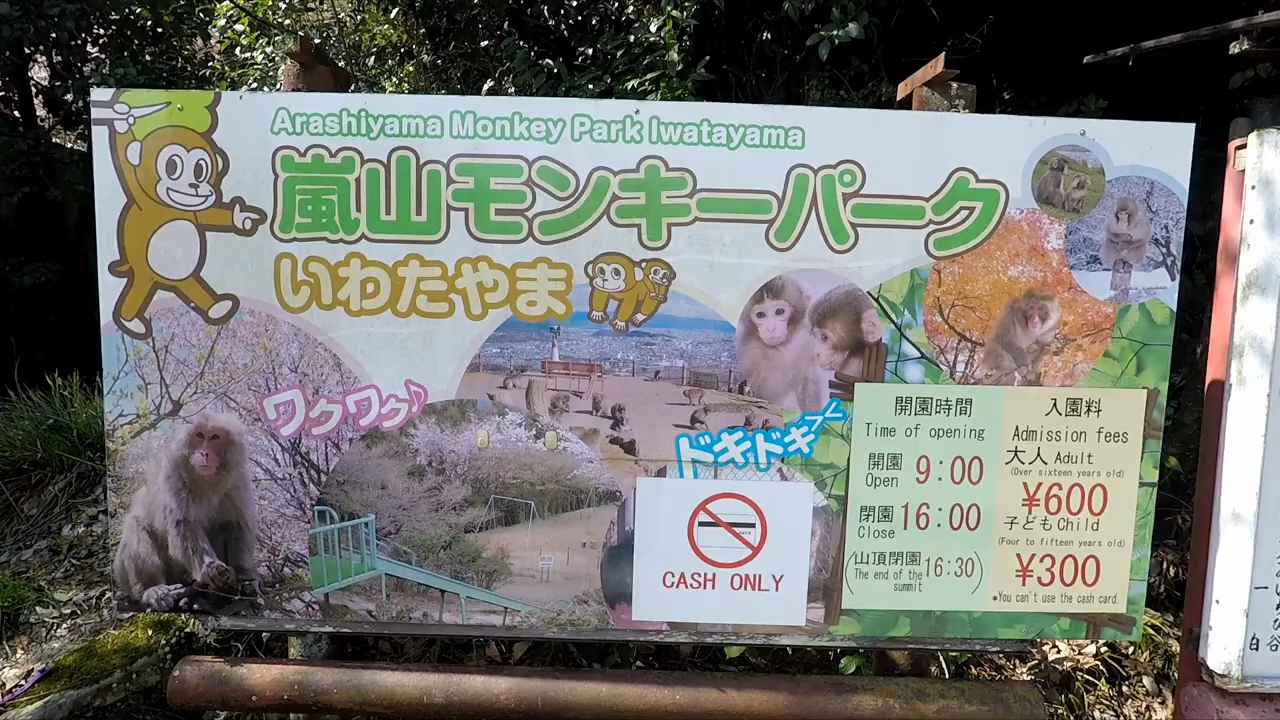 Arashiyama Monkey Park Iwatayama
嵐山モンキーパーク
いわたやま
ワクワク♪
ドキドキ
CASH ONLY
開園時間
Time of opening
開園
Open
9:00
閉園
Close
16:00
(山頂閉園
The end of the
summit
16:30)
入園料
Admission fees
大人 Adult
(Over sixteen years old)
¥600
子ども Child
(Four to fifteen years old)
¥300
*You can't use the cash card.